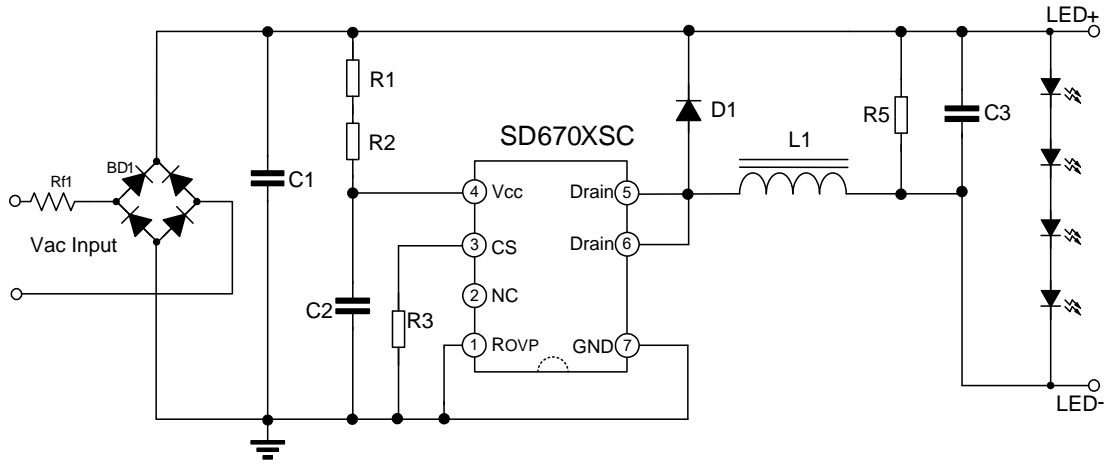 LED+
R1
BD1
R2
SD670XSC
D1
R5
C3
L1
Rf1
C1
4 Vcc
Drain 5
Vac Input
3 CS
Drain 6
C2
R3
2 NC
1 ROVP
GND 7
LED-